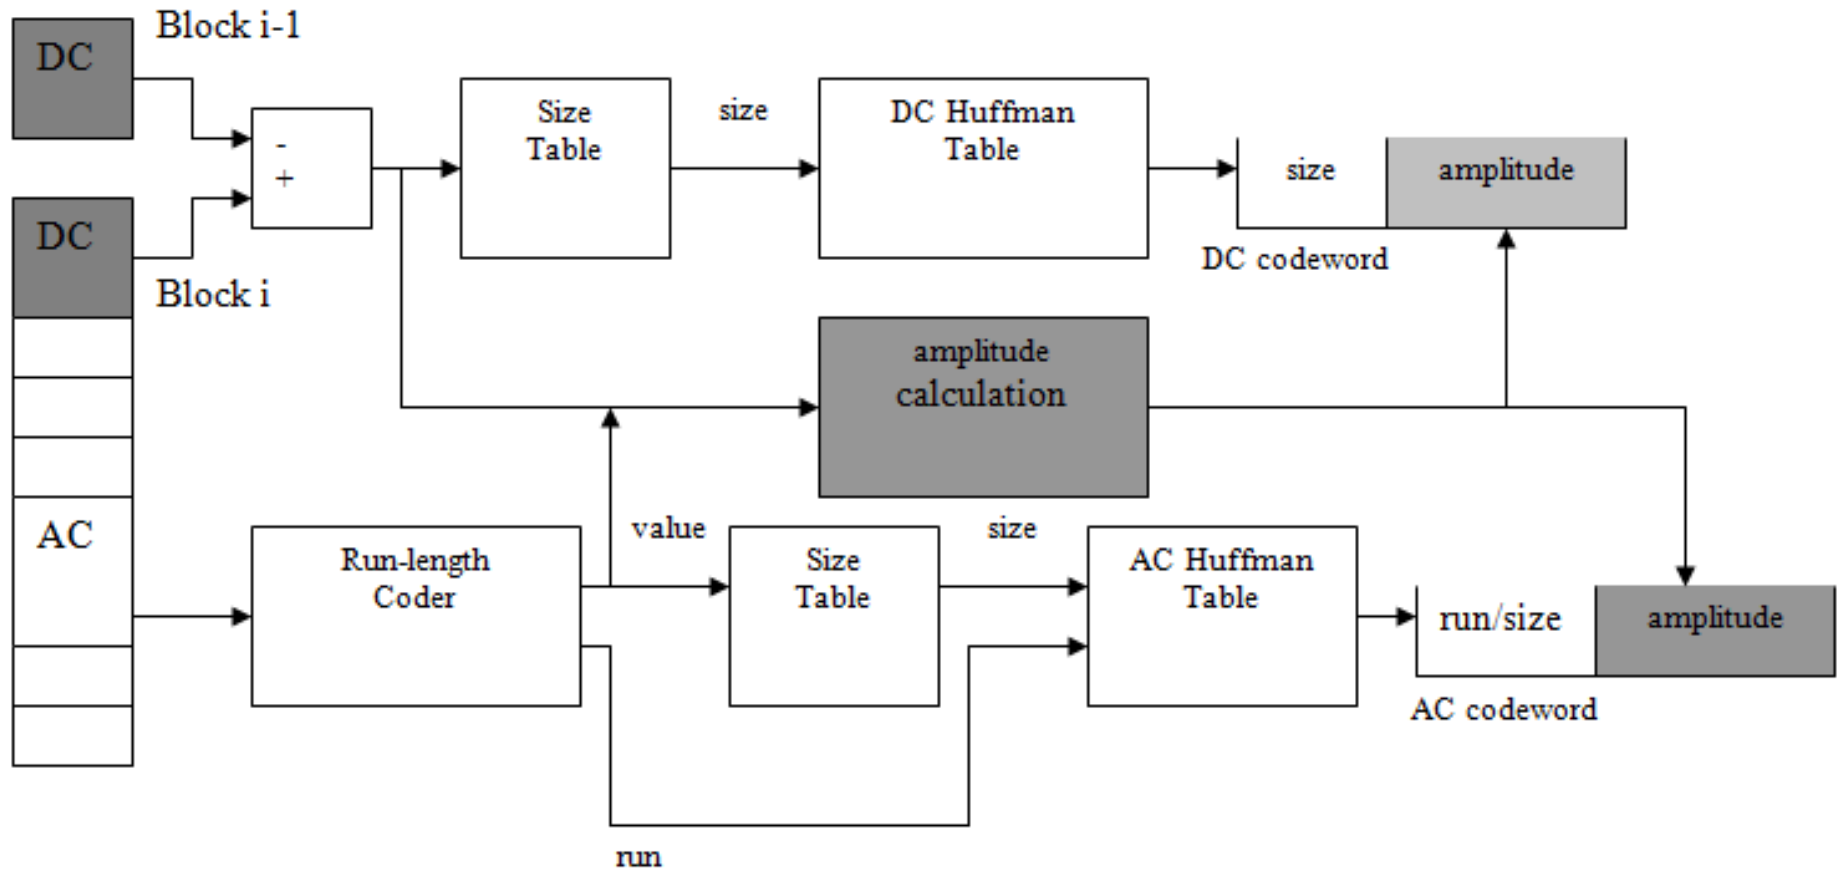 DC
Block i-1
-
+
Size
Table
size
DC Huffman
Table
size
amplitude
DC codeword
DC
Block i
amplitude
calculation
AC
Run-length
Coder
value
Size
Table
size
AC Huffman
Table
run/size
amplitude
AC codeword
run